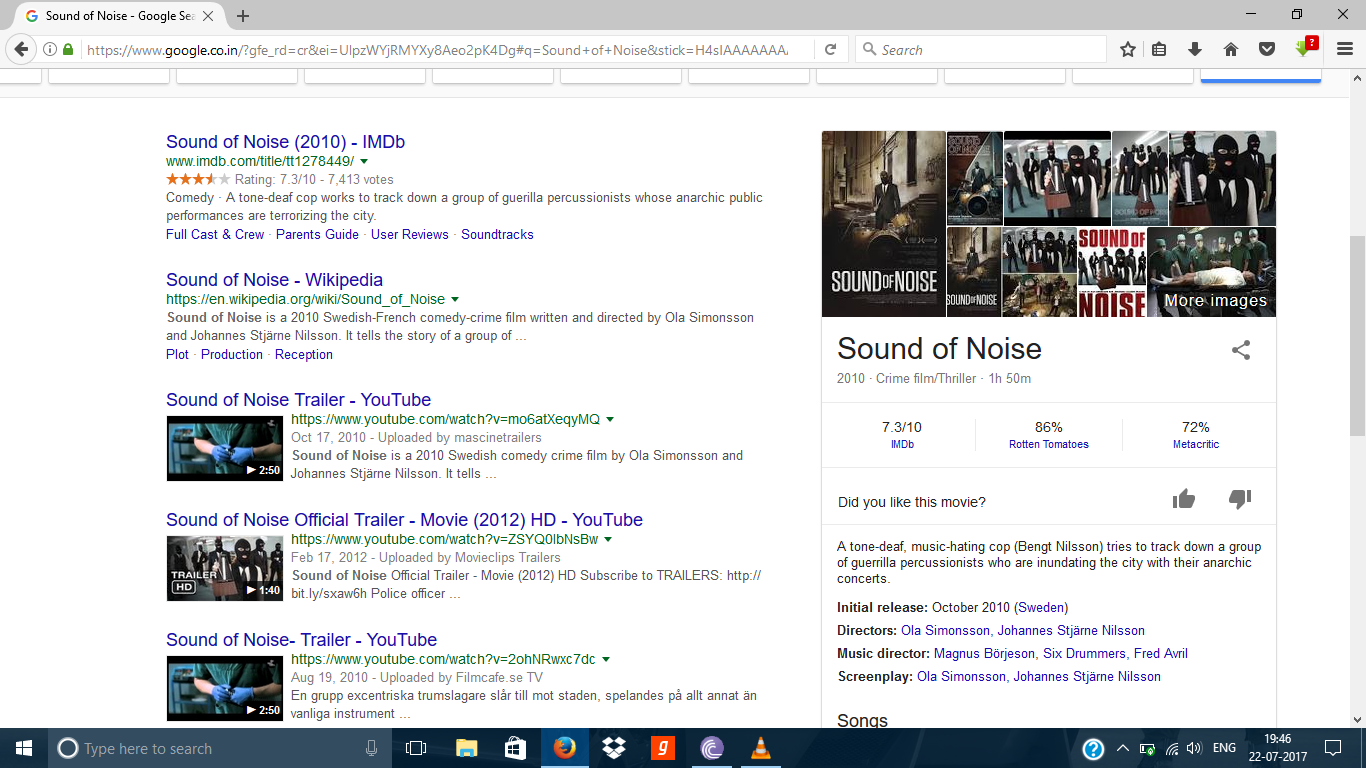 Sound of Noise - Google Sea
https://www.google.co.in/?gfe_rd=cr&ei=UlpzWYjRMYXy8Aeo2pK4Dg#q=Sound+of+Noise&stick=H4sIAAAAAAA
Search
?
Sound of Noise (2010) - IMDb
www.imdb.com/title/tt1278449/
Rating: 7.3/10 - 7,413 votes
Comedy · A tone-deaf cop works to track down a group of guerilla percussionists whose anarchic public
performances are terrorizing the city.
Full Cast & Crew · Parents Guide · User Reviews · Soundtracks
Sound of Noise - Wikipedia
https://en.wikipedia.org/wiki/Sound_of_Noise
Sound of Noise is a 2010 Swedish-French comedy-crime film written and directed by Ola Simonsson
and Johannes Stjärne Nilsson. It tells the story of a group of ...
Plot · Production · Reception
Sound of Noise Trailer - YouTube
https://www.youtube.com/watch?v=mo6atXeqyMQ
Oct 17, 2010 - Uploaded by mascinetrailers
Sound of Noise is a 2010 Swedish comedy crime film by Ola Simonsson and
Johannes Stjärne Nilsson. It tells ...
2:50
Sound of Noise Official Trailer - Movie (2012) HD - YouTube
https://www.youtube.com/watch?v=ZSYQ0lbNsBw
Feb 17, 2012 - Uploaded by Movieclips Trailers
Sound of Noise Official Trailer - Movie (2012) HD Subscribe to TRAILERS: http://
bit.ly/sxaw6h Police officer ...
TRAILER
HD
1:40
Sound of Noise- Trailer - YouTube
https://www.youtube.com/watch?v=2ohNRwxc7dc
Aug 19, 2010 - Uploaded by Filmcafe.se TV
En grupp excentriska trumslagare slår till mot staden, spelandes på allt annat än
vanliga instrument ...
2:50
SOUND OF NOISE
SOUND OF NOISE
SOUND OF NOISE
SOUND OF NOISE
SOUND OF
NOISE
More images
Sound of Noise
2010 · Crime film/Thriller · 1h 50m
7.3/10
IMDb
86%
Rotten Tomatoes
72%
Metacritic
Did you like this movie?
A tone-deaf, music-hating cop (Bengt Nilsson) tries to track down a group
of guerrilla percussionists who are inundating the city with their anarchic
concerts.
Initial release: October 2010 (Sweden)
Directors: Ola Simonsson, Johannes Stjärne Nilsson
Music director: Magnus Börjeson, Six Drummers, Fred Avril
Screenplay: Ola Simonsson, Johannes Stjärne Nilsson
Songs
Type here to search
g
?
ENG
19:46
22-07-2017